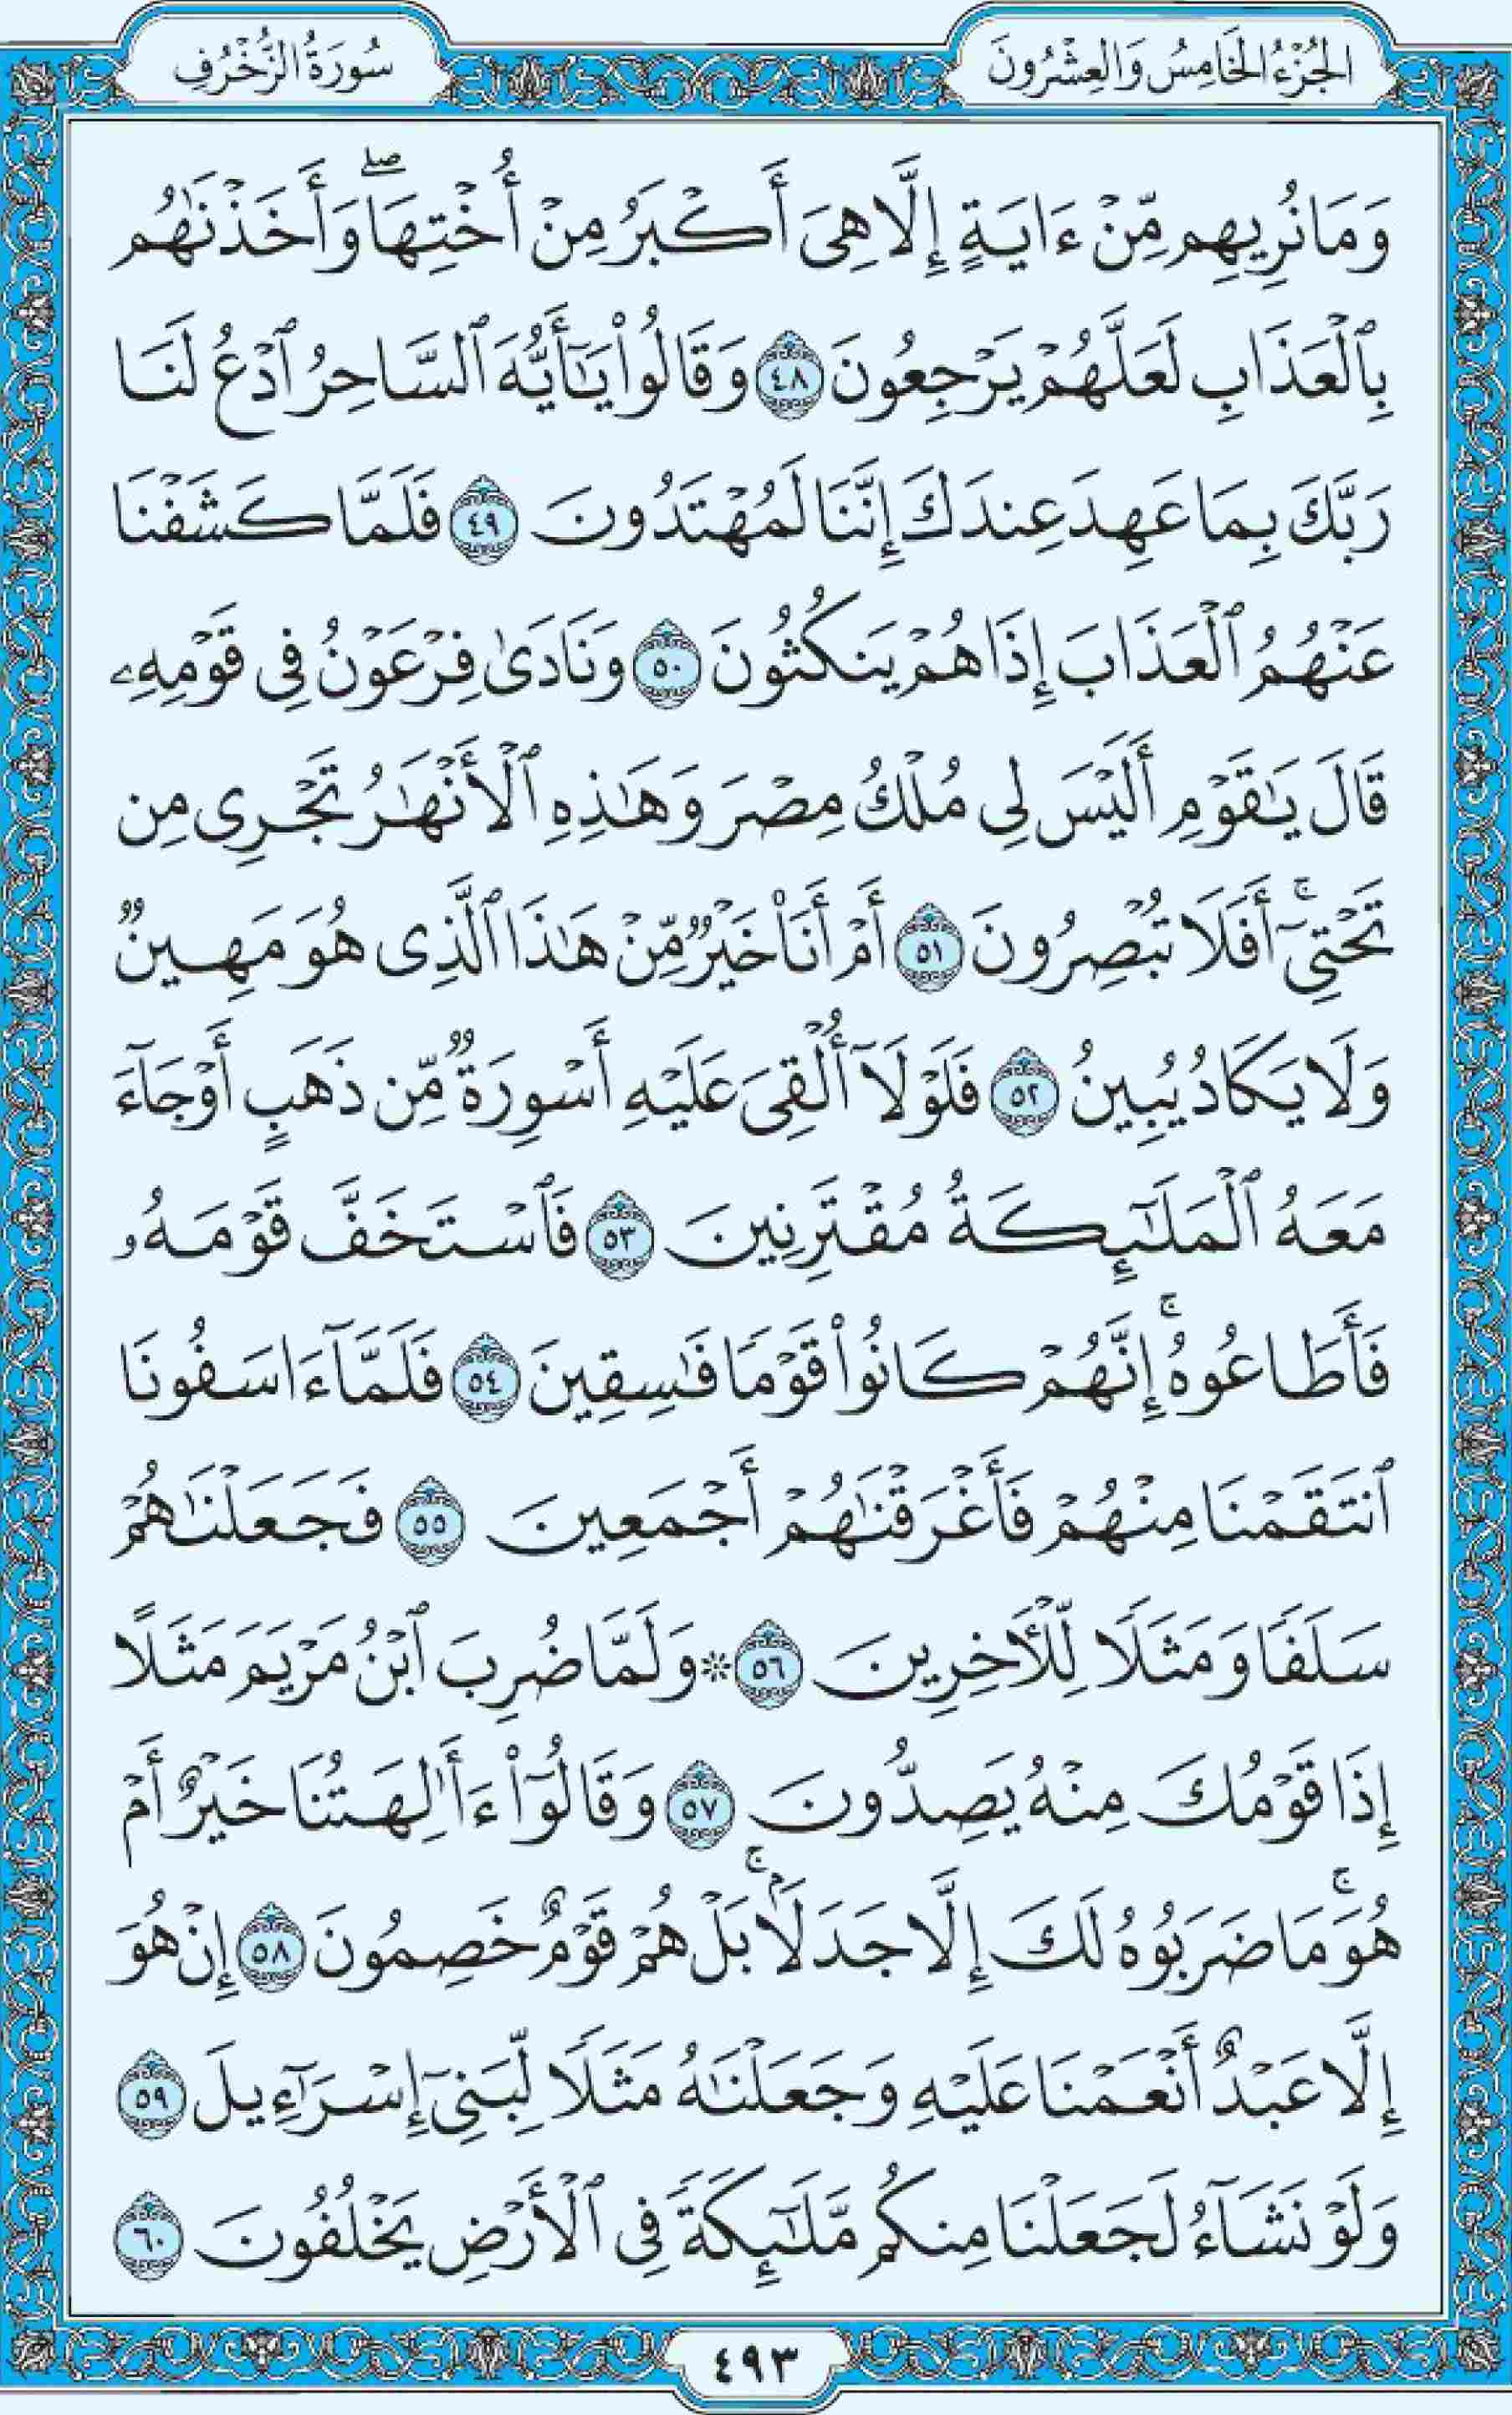 الجُزْءُ الخَامِسُ وَالعِشْرُونَ
سُورَةُ الزُّخْرُفِ
وَمَا نُرِيهِم مِّنْ ءَايَةٍ إِلَّا هِىَ أَكْبَرُ مِنْ أُخْتِهَا ۖ وَأَخَذْنَٰهُم
بِٱلْعَذَابِ لَعَلَّهُمْ يَرْجِعُونَ ٤٨ وَقَالُوا۟ يَٰٓأَيُّهَ ٱلسَّاحِرُ ٱدْعُ لَنَا
رَبَّكَ بِمَا عَهِدَ عِندَكَ إِنَّنَا لَمُهْتَدُونَ ٤٩ فَلَمَّا كَشَفْنَا
عَنْهُمُ ٱلْعَذَابَ إِذَا هُمْ يَنكُثُونَ ٥٠ وَنَادَىٰ فِرْعَوْنُ فِى قَوْمِهِۦ
قَالَ يَٰقَوْمِ أَلَيْسَ لِى مُلْكُ مِصْرَ وَهَٰذِهِ ٱلْأَنْهَٰرُ تَجْرِى مِن
تَحْتِىٓ ۚ أَفَلَا تُبْصِرُونَ ٥١ أَمْ أَنَا۠ خَيْرٌ مِّنْ هَٰذَا ٱلَّذِى هُوَ مَهِينٌ
وَلَا يَكَادُ يُبِينُ ٥٢ فَلَوْلَآ أُلْقِىَ عَلَيْهِ أَسْوِرَةٌ مِّن ذَهَبٍ أَوْ جَآءَ
مَعَهُ ٱلْمَلَٰٓئِكَةُ مُقْتَرِنِينَ ٥٣ فَٱسْتَخَفَّ قَوْمَهُۥ
فَأَطَاعُوهُ ۚ إِنَّهُمْ كَانُوا۟ قَوْمًا فَٰسِقِينَ ٥٤ فَلَمَّآ ءَاسَفُونَا
ٱنتَقَمْنَا مِنْهُمْ فَأَغْرَقْنَٰهُمْ أَجْمَعِينَ ٥٥ فَجَعَلْنَٰهُمْ
سَلَفًا وَمَثَلًا لِّلْءَاخِرِينَ ٥٦ ۞ وَلَمَّا ضُرِبَ ٱبْنُ مَرْيَمَ مَثَلًا
إِذَا قَوْمُكَ مِنْهُ يَصِدُّونَ ٥٧ وَقَالُوٓا۟ ءَأَٰلِهَتُنَا خَيْرٌ أَمْ
هُوَ ۚ مَا ضَرَبُوهُ لَكَ إِلَّا جَدَلًۢا ۚ بَلْ هُمْ قَوْمٌ خَصِمُونَ ٥٨ إِنْ هُوَ
إِلَّا عَبْدٌ أَنْعَمْنَا عَلَيْهِ وَجَعَلْنَٰهُ مَثَلًا لِّبَنِىٓ إِسْرَٰٓءِيلَ ٥٩
وَلَوْ نَشَآءُ لَجَعَلْنَا مِنكُم مَّلَٰٓئِكَةً فِى ٱلْأَرْضِ يَخْلُفُونَ ٦٠
٤٩٣